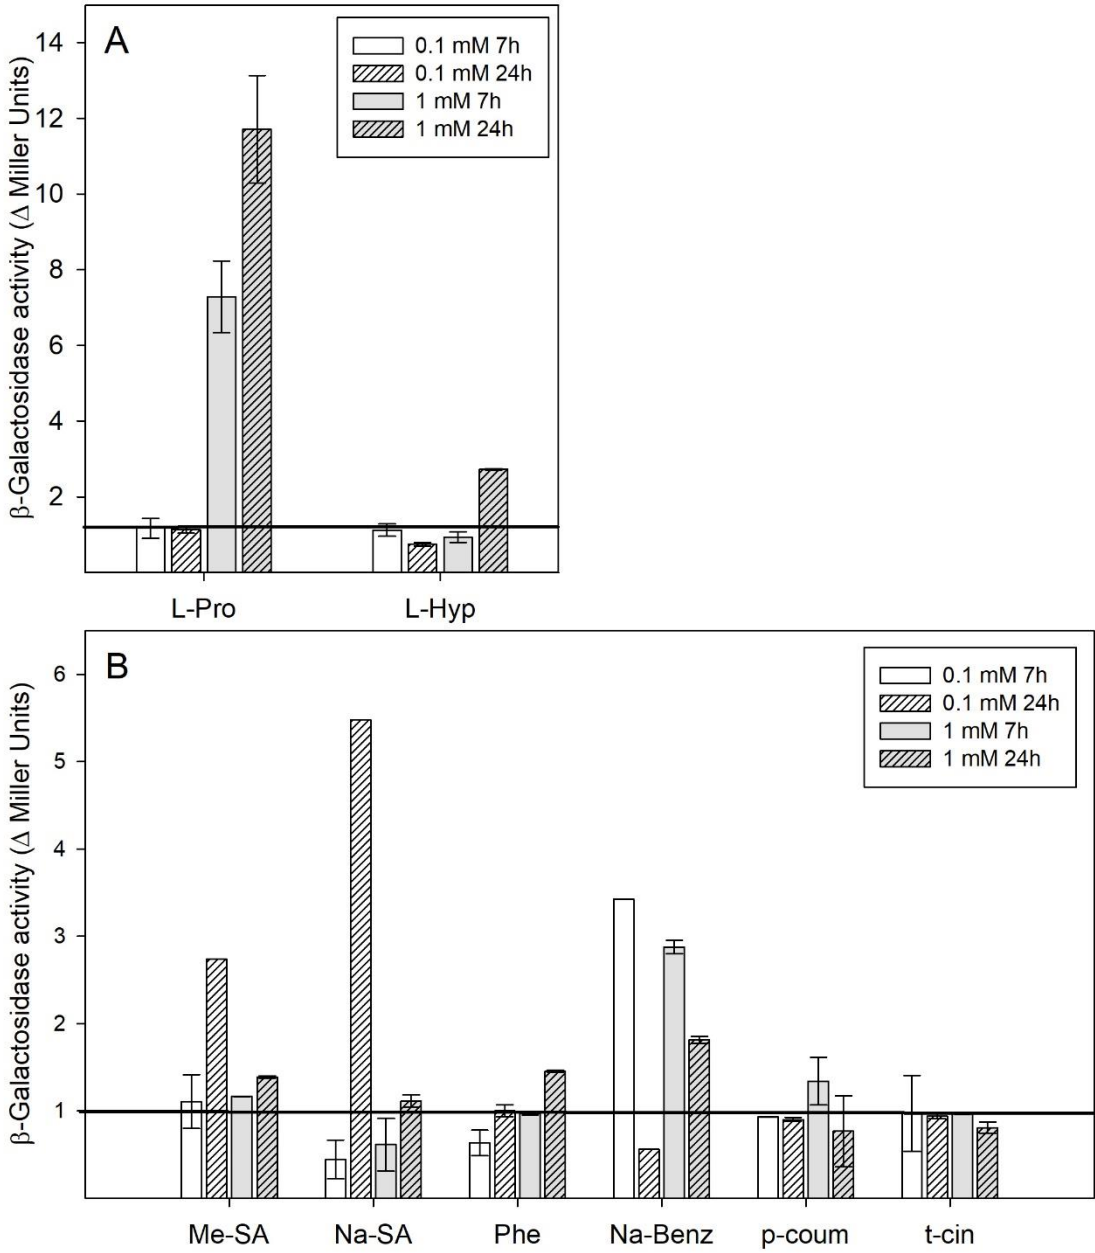 A
0.1 mM 7h
0.1 mM 24h
1 mM 7h
1 mM 24h
β-Galactosidase activity (Δ Miller Units)
14
12
10
8
6
4
2
L-Pro L-Hyp
B
0.1 mM 7h
0.1 mM 24h
1 mM 7h
1 mM 24h
β-Galactosidase activity (Δ Miller Units)
6
5
4
3
2
1
Me-SA Na-SA Phe Na-Benz p-coum t-cin